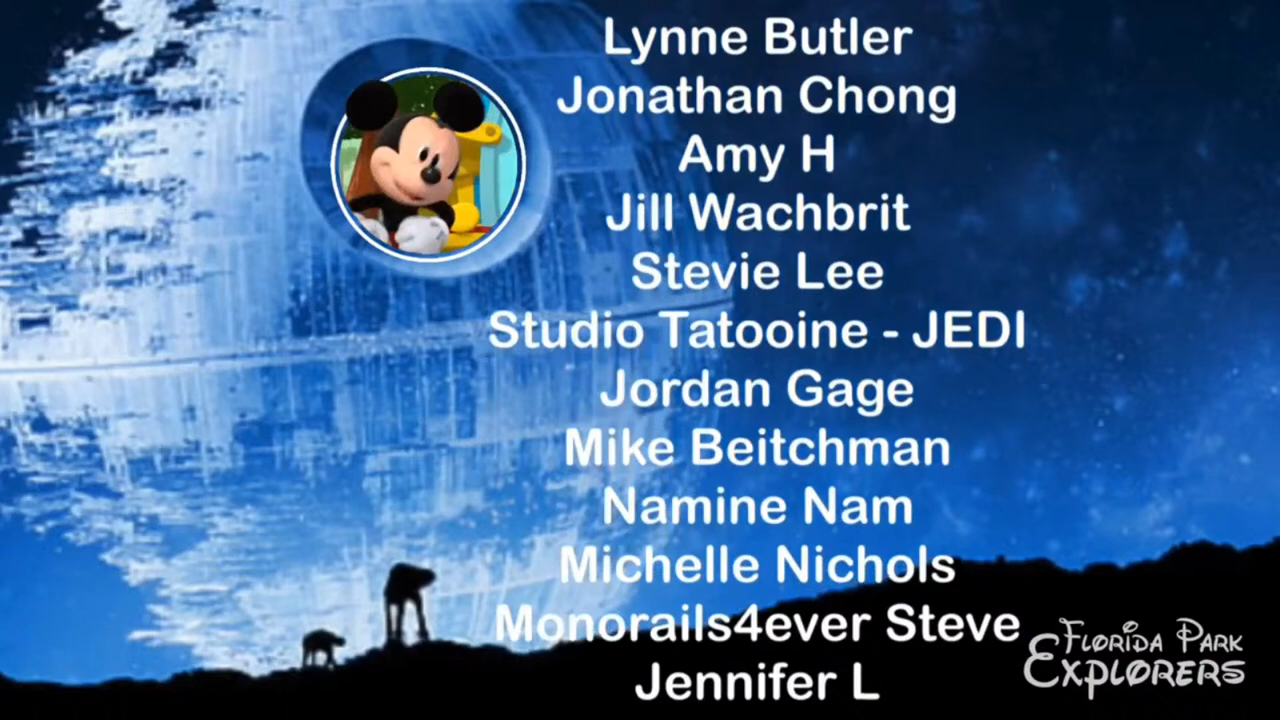 Lynne Butler
Jonathan Chong
Amy H
Jill Wachbrit
Stevie Lee
Studio Tatooine - JEDI
Jordan Gage
Mike Beitchman
Namine Nam
Michelle Nichols
Monorails4ever Steve
Jennifer L
Florida Park
Explorers